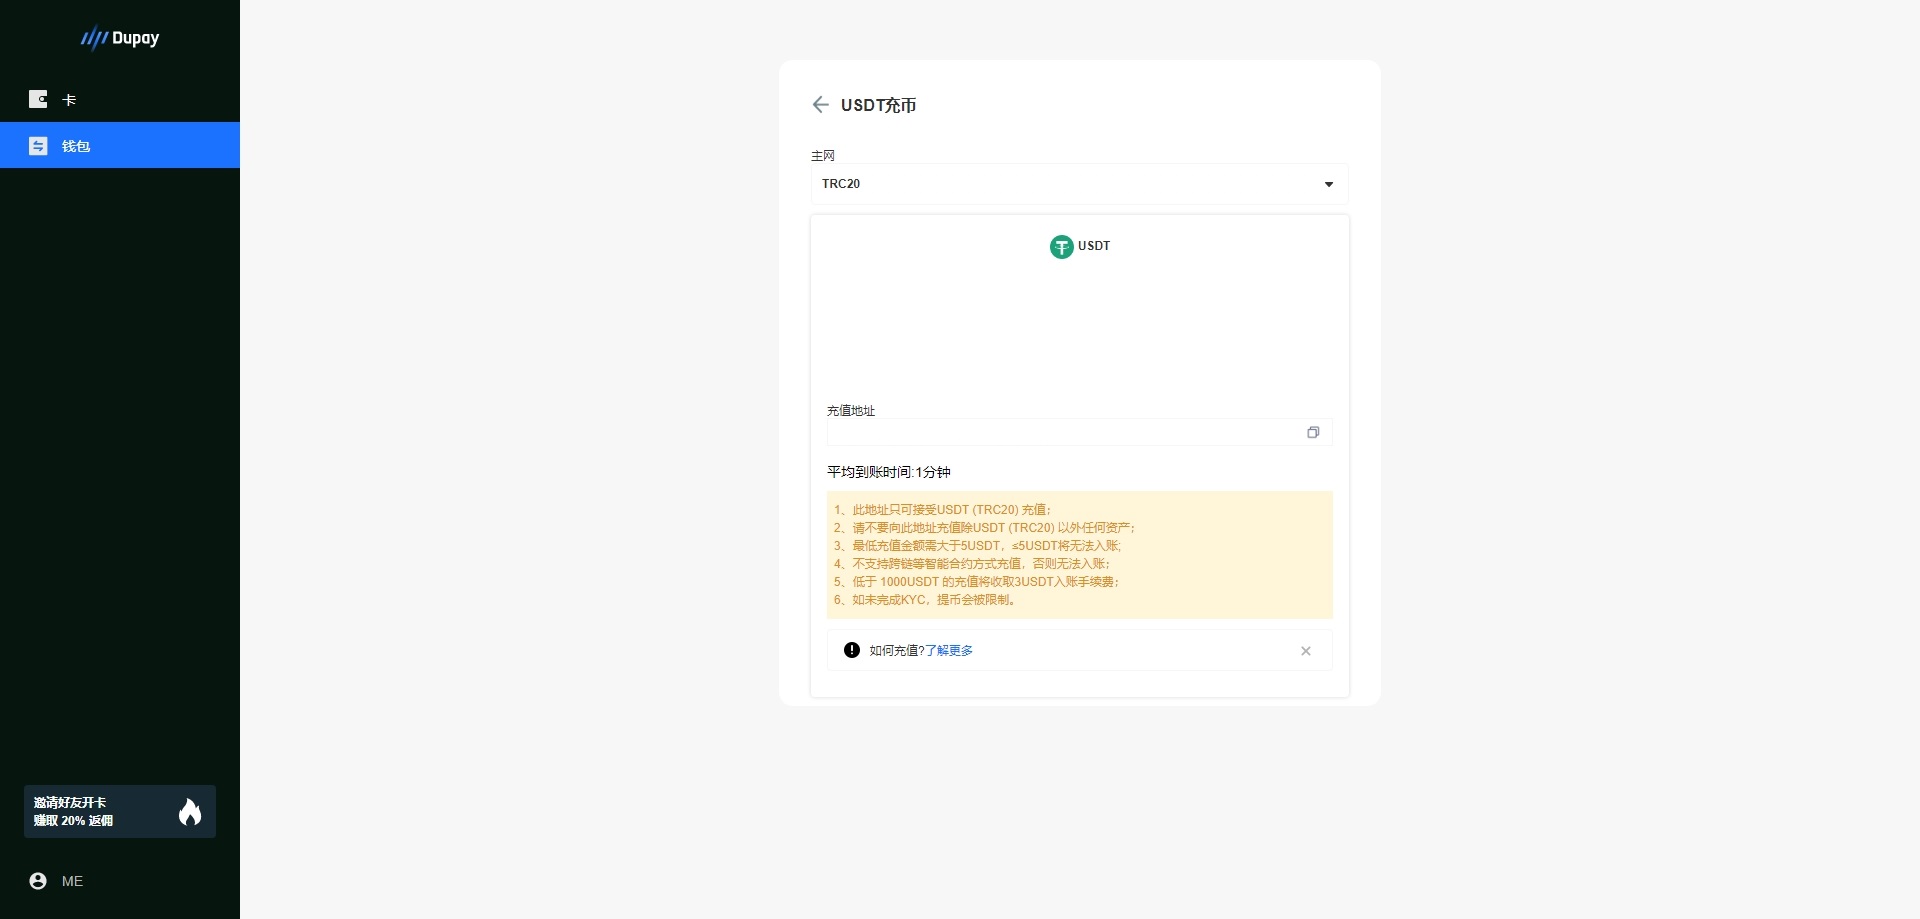 Dupay
卡
钱包
USDT充币
主网
TRC20
USDT
充值地址
平均到账时间:1分钟
1、此地址只可接受USDT (TRC20) 充值；
2、请不要向此地址充值除USDT (TRC20) 以外任何资产；
3、最低充值金额需大于5USDT，≤5USDT将无法入账;
4、不支持跨链等智能合约方式充值，否则无法入账；
5、低于 1000USDT 的充值将收取3USDT入账手续费；
6、如未完成KYC，提币会被限制。
如何充值?了解更多
邀请好友开卡
赚取 20% 返佣
ME